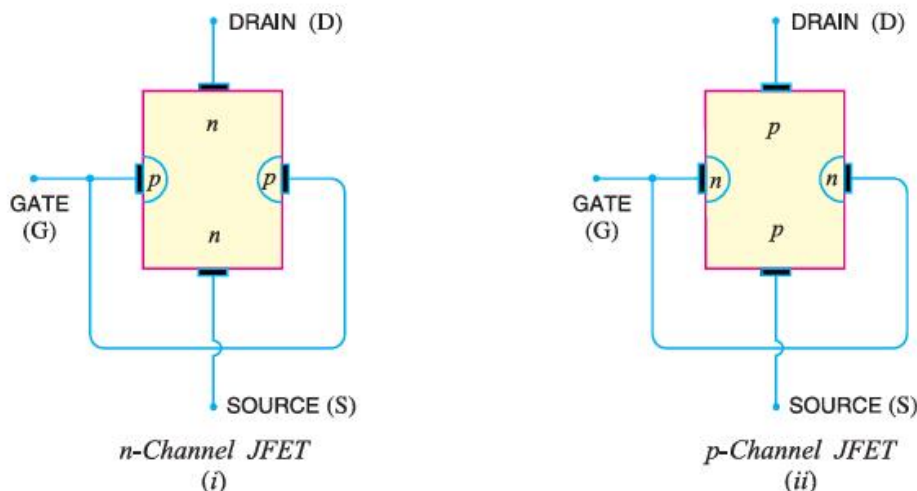 DRAIN (D)
n
p
p
n
GATE
(G)
SOURCE (S)
n-Channel JFET
(i)
DRAIN (D)
p
n
n
p
GATE
(G)
SOURCE (S)
p-Channel JFET
(ii)